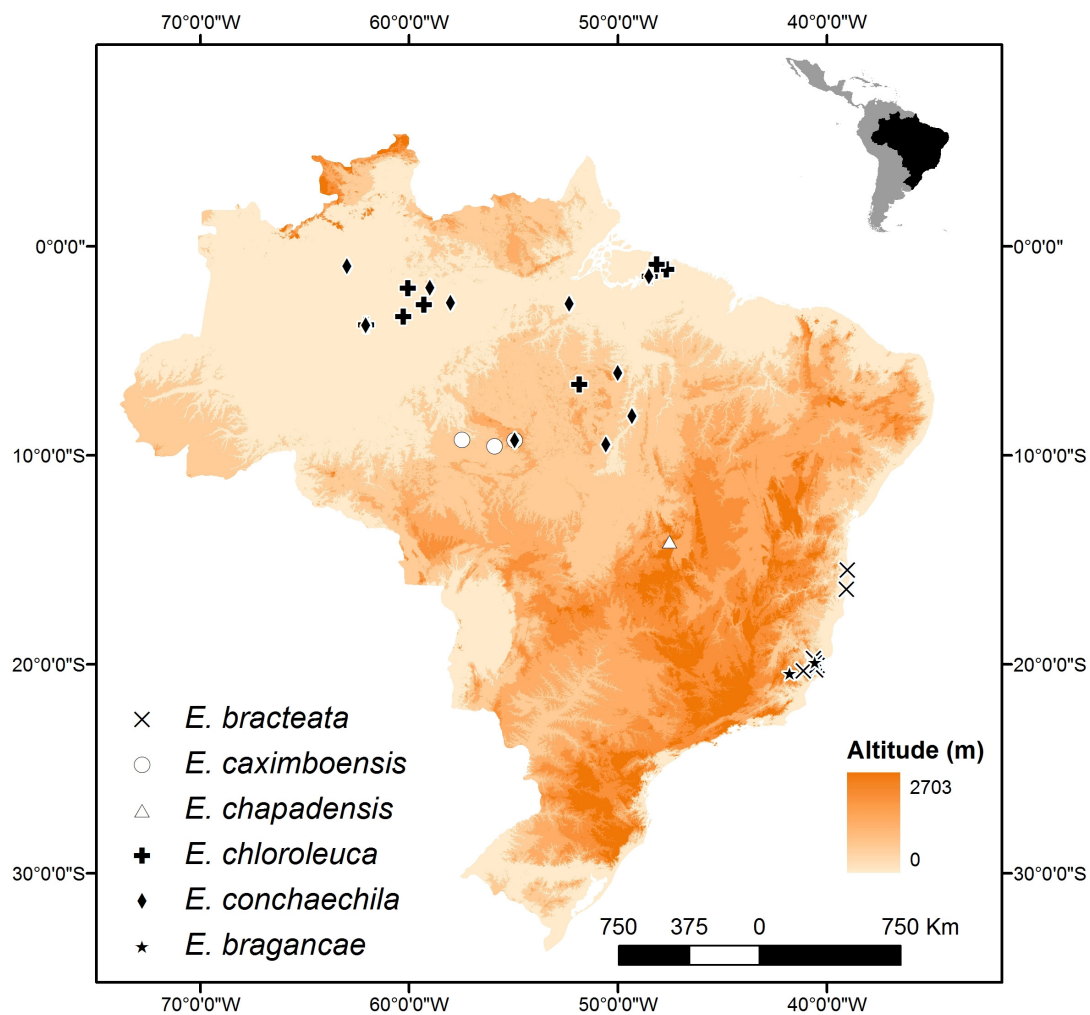 70°0'0"W 60°0'0"W 50°0'0"W 40°0'0"W
0°0'0" 0°0'0"
10°0'0"S 10°0'0"S
20°0'0"S 20°0'0"S
E. bracteata
E. caximboensis
E. chapadensis
E. chloroleuca
E. conchaechila
E. bragancae
Altitude (m)
2703
0
30°0'0"S 30°0'0"S
750 375 0 750 Km
70°0'0"W 60°0'0"W 50°0'0"W 40°0'0"W